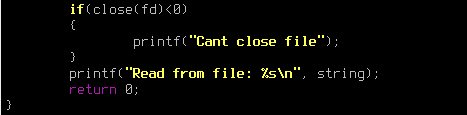 if(close(fd)<0)
{
printf("Cant close file");
}
printf("Read from file: %s\n", string);
return 0;
}